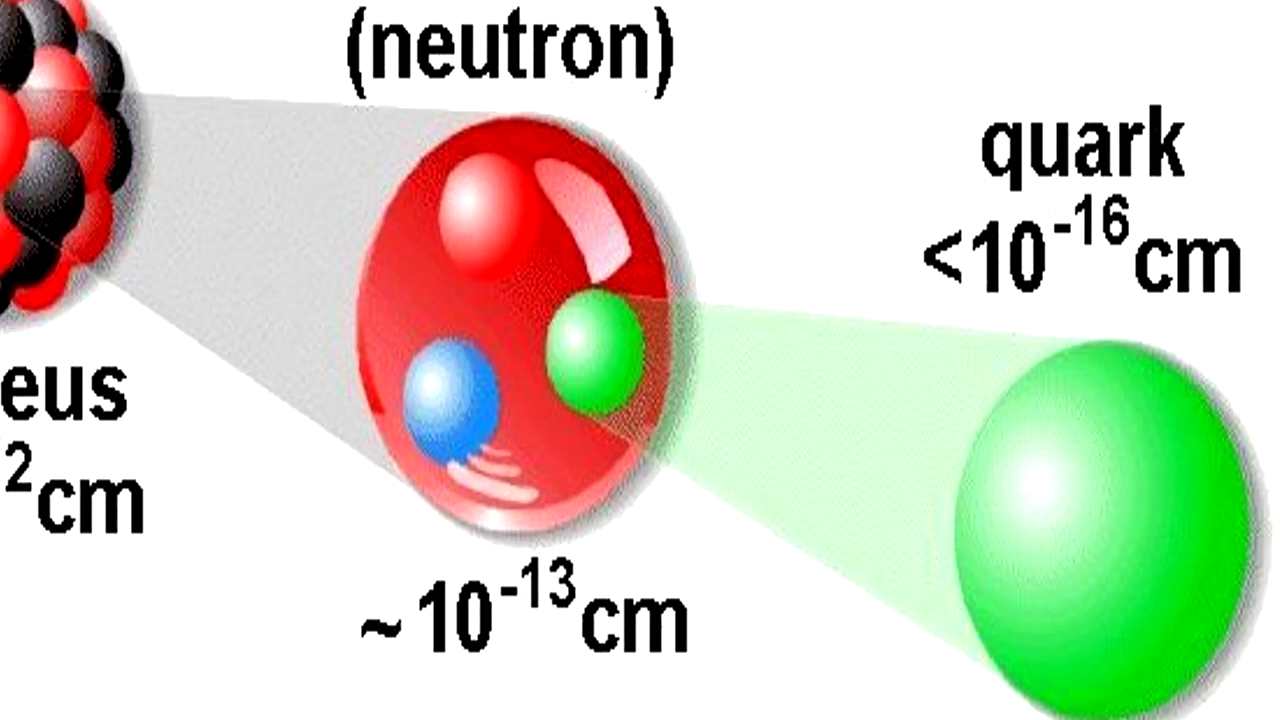 (neutron)
quark
<10⁻¹⁶cm
eus
²cm
~10⁻¹³cm